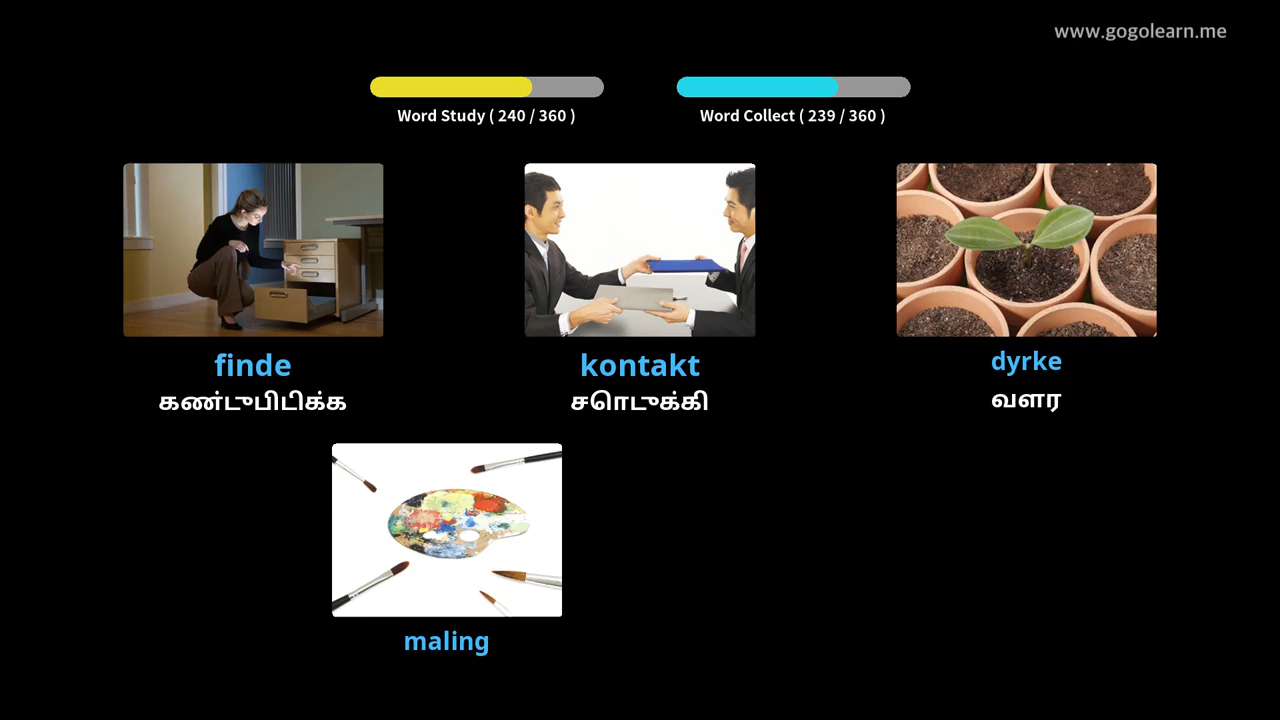 www.gogolearn.me
Word Study ( 240 / 360 )
Word Collect ( 239 / 360 )
finde
கண்டுபிடிக்க
kontakt
சொடுக்கி
dyrke
வளர
maling